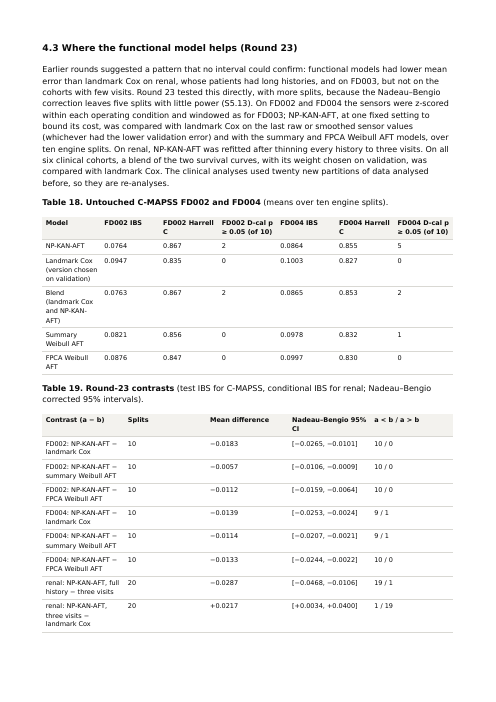 4.3 Where the functional model helps (Round 23)
Earlier rounds suggested a pattern that no interval could confirm: functional models had lower mean
error than landmark Cox on renal, whose patients had long histories, and on FD003, but not on the
cohorts with few visits. Round 23 tested this directly, with more splits, because the Nadeau–Bengio
correction leaves five splits with little power (S5.13). On FD002 and FD004 the sensors were z-scored
within each operating condition and windowed as for FD003; NP-KAN-AFT, at one fixed setting to
bound its cost, was compared with landmark Cox on the last raw or smoothed sensor values
(whichever had the lower validation error) and with the summary and FPCA Weibull AFT models, over
ten engine splits. On renal, NP-KAN-AFT was refitted after thinning every history to three visits. On all
six clinical cohorts, a blend of the two survival curves, with its weight chosen on validation, was
compared with landmark Cox. The clinical analyses used twenty new partitions of data analysed
before, so they are re-analyses.
Table 18. Untouched C-MAPSS FD002 and FD004 (means over ten engine splits).
Model FD002 IBS FD002 Harrell C FD002 D-cal p ≥ 0.05 (of 10) FD004 IBS FD004 Harrell C FD004 D-cal p ≥ 0.05 (of 10)
NP-KAN-AFT 0.0764 0.867 2 0.0864 0.855 5
Landmark Cox (version chosen on validation) 0.0947 0.835 0 0.1003 0.827 0
Blend (landmark Cox and NP-KAN-AFT) 0.0763 0.867 2 0.0865 0.853 2
Summary Weibull AFT 0.0821 0.856 0 0.0978 0.832 1
FPCA Weibull AFT 0.0876 0.847 0 0.0997 0.830 0
Table 19. Round-23 contrasts (test IBS for C-MAPSS, conditional IBS for renal; Nadeau–Bengio
corrected 95% intervals).
Contrast (a − b) Splits Mean difference Nadeau–Bengio 95% CI a < b / a > b
FD002: NP-KAN-AFT − landmark Cox 10 −0.0183 [−0.0265, −0.0101] 10 / 0
FD002: NP-KAN-AFT − summary Weibull AFT 10 −0.0057 [−0.0106, −0.0009] 10 / 0
FD002: NP-KAN-AFT − FPCA Weibull AFT 10 −0.0112 [−0.0159, −0.0064] 10 / 0
FD004: NP-KAN-AFT − landmark Cox 10 −0.0139 [−0.0253, −0.0024] 9 / 1
FD004: NP-KAN-AFT − summary Weibull AFT 10 −0.0114 [−0.0207, −0.0021] 9 / 1
FD004: NP-KAN-AFT − FPCA Weibull AFT 10 −0.0133 [−0.0244, −0.0022] 10 / 0
renal: NP-KAN-AFT, full history − three visits 20 −0.0287 [−0.0468, −0.0106] 19 / 1
renal: NP-KAN-AFT, three visits − landmark Cox 20 +0.0217 [+0.0034, +0.0400] 1 / 19